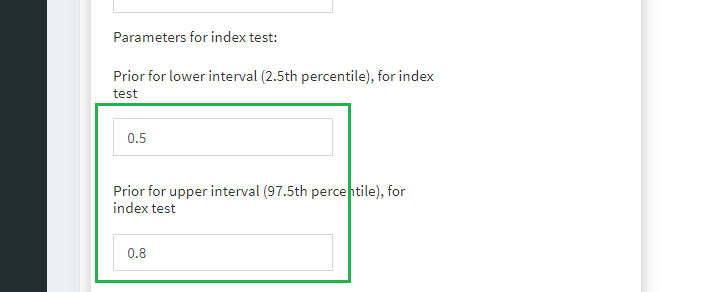 Parameters for index test:
Prior for lower interval (2.5th percentile), for index
test
0.5
Prior for upper interval (97.5th percentile), for
index test
0.8